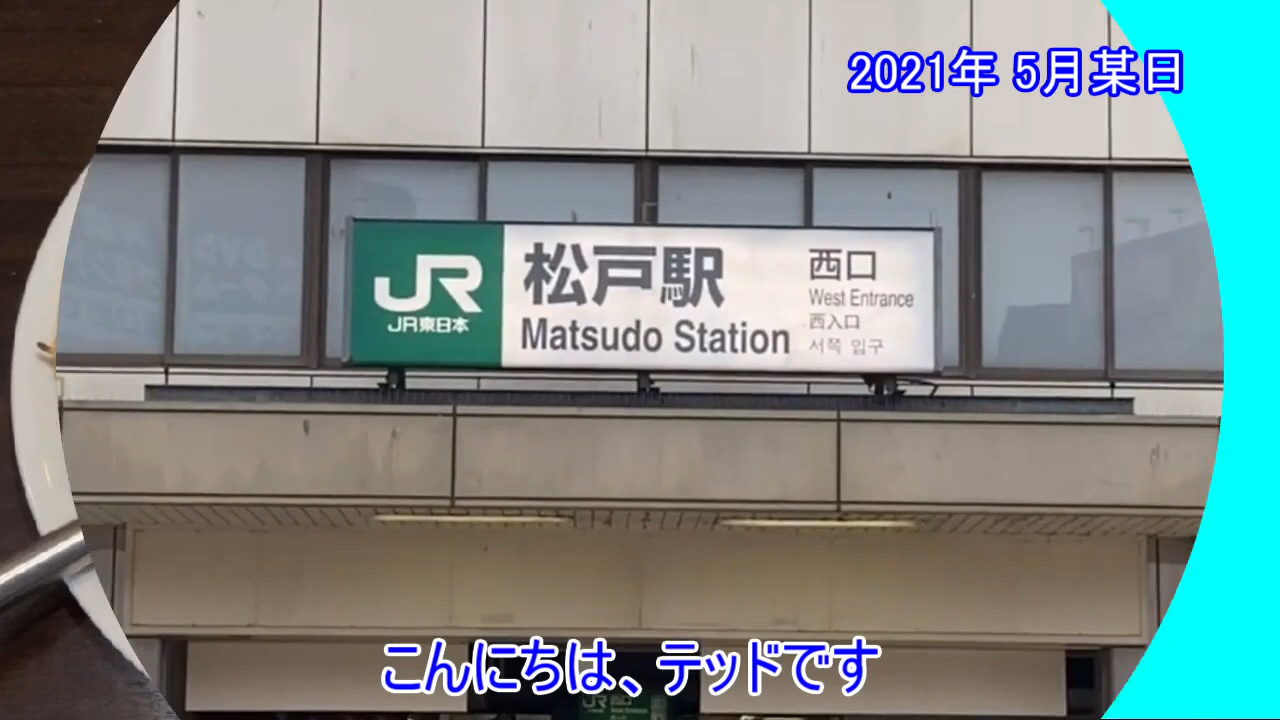 2021年 5月某日
JR
JR東日本
松戸駅
Matsudo Station
西口
West Entrance
西入口
서쪽 입구
DVD
こんにちは、テッドです
JR